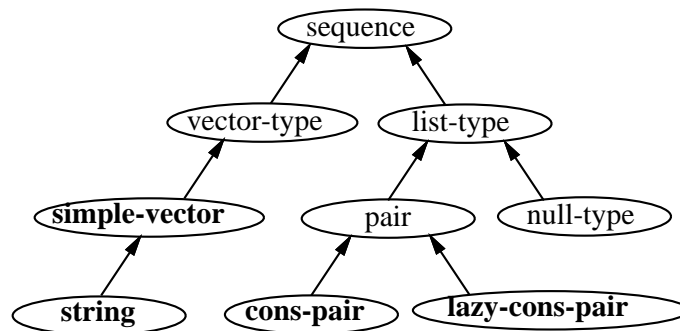 sequence
vector-type list-type
simple-vector pair null-type
string cons-pair lazy-cons-pair